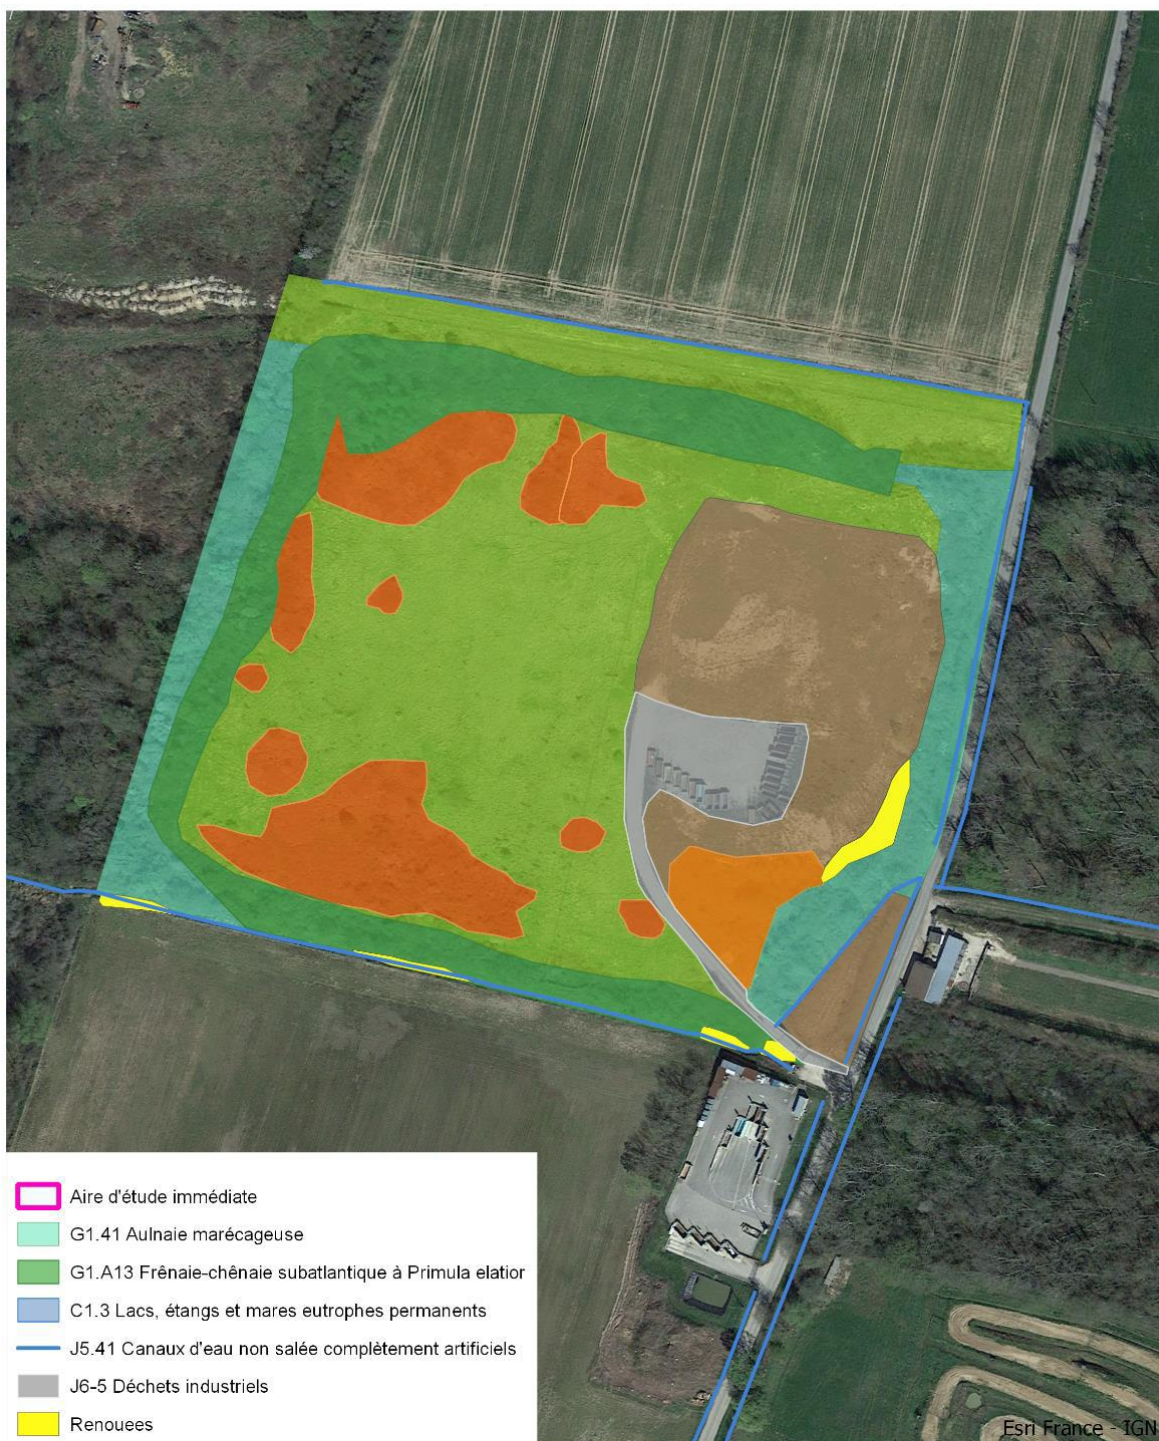 Aire d'étude immédiate
G1.41 Aulnaie marécageuse
G1.A13 Frênaie-chênaie subatlantique à Primula elatior
C1.3 Lacs, étangs et mares eutrophes permanents
J5.41 Canaux d'eau non salée complètement artificiels
J6-5 Déchets industriels
Renouees
Esri France - IGN